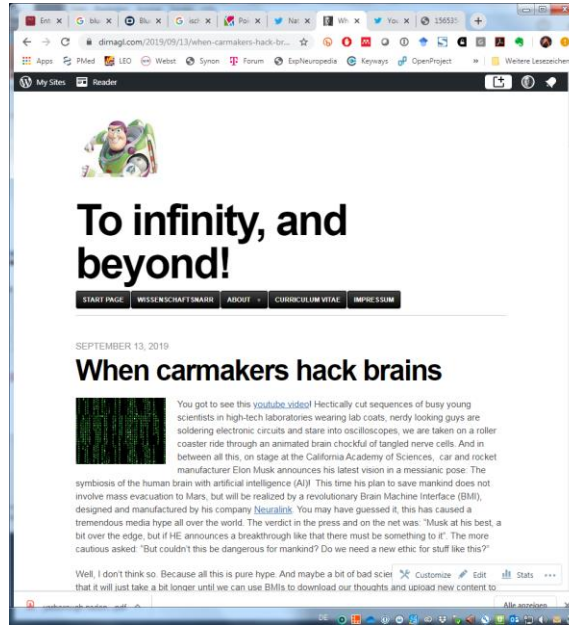 Ent
G blu
Blu
G isch
Poi
Nar
Wh
You
156535
dirnagl.com/2019/09/13/when-carmakers-hack-br...
Apps PMed LEO Webst Synon Forum ExpNeuropedia Keyways OpenProject » Weitere Lesezeichen
My Sites Reader
To infinity, and
beyond!
START PAGE WISSENSCHAFTSNARR ABOUT CURRICULUM VITAE IMPRESSUM
SEPTEMBER 13, 2019
When carmakers hack brains
You got to see this youtube video! Hectically cut sequences of busy young
scientists in high-tech laboratories wearing lab coats, nerdy looking guys are
soldering electronic circuits and stare into oscilloscopes, we are taken on a roller
coaster ride through an animated brain chockful of tangled nerve cells. And in
between all this, on stage at the California Academy of Sciences, car and rocket
manufacturer Elon Musk announces his latest vision in a messianic pose: The
symbiosis of the human brain with artificial intelligence (AI)! This time his plan to save mankind does not
involve mass evacuation to Mars, but will be realized by a revolutionary Brain Machine Interface (BMI),
designed and manufactured by his company Neuralink. You may have guessed it, this has caused a
tremendous media hype all over the world. The verdict in the press and on the net was: "Musk at his best, a
bit over the edge, but if HE announces a breakthrough like that there must be something to it". The more
cautious asked: "But couldn't this be dangerous for mankind? Do we need a new ethic for stuff like this?"
Well, I don't think so. Because all this is pure hype. And maybe a bit of bad scien
Customize Edit Stats
that it will just take a bit longer until we can use BMIs to download our thoughts and upload new content to
Alle anzeigen
DE